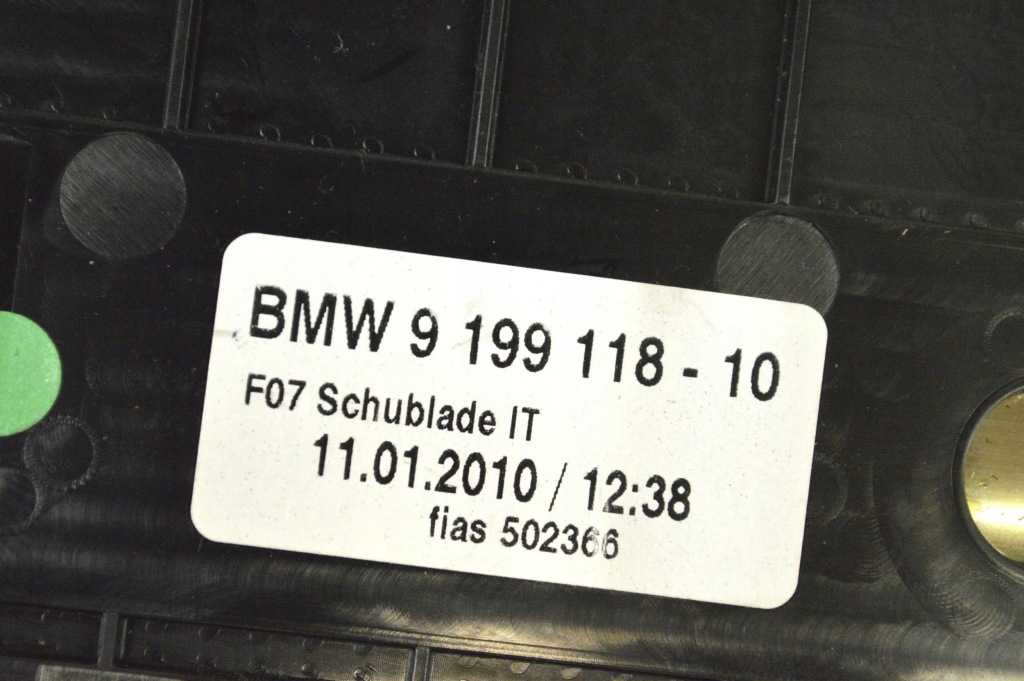 BMW 9 199 118 - 10
F07 Schublade IT
11.01.2010 / 12:38
fias 502366